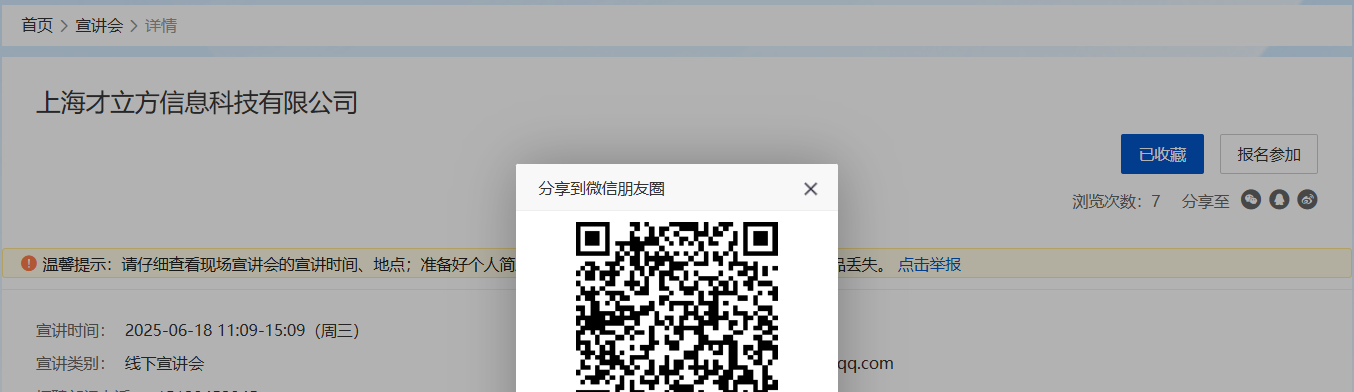 首页 > 宣讲会 > 详情
上海才立方信息科技有限公司
已收藏 报名参加
分享到微信朋友圈
浏览次数：7 分享至
温馨提示：请仔细查看现场宣讲会的宣讲时间、地点；准备好个人简 品丢失。 点击举报
宣讲时间： 2025-06-18 11:09-15:09（周三）
宣讲类别： 线下宣讲会 qq.com